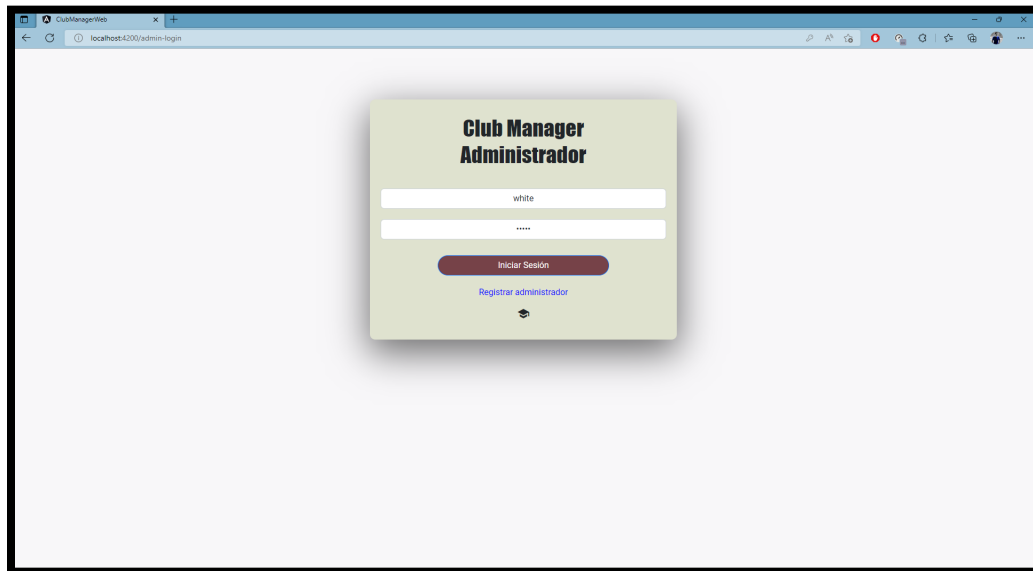 ClubManagerWeb
localhost:4200/admin-login
Club Manager
Administrador
white
•••••
Iniciar Sesión
Registrar administrador